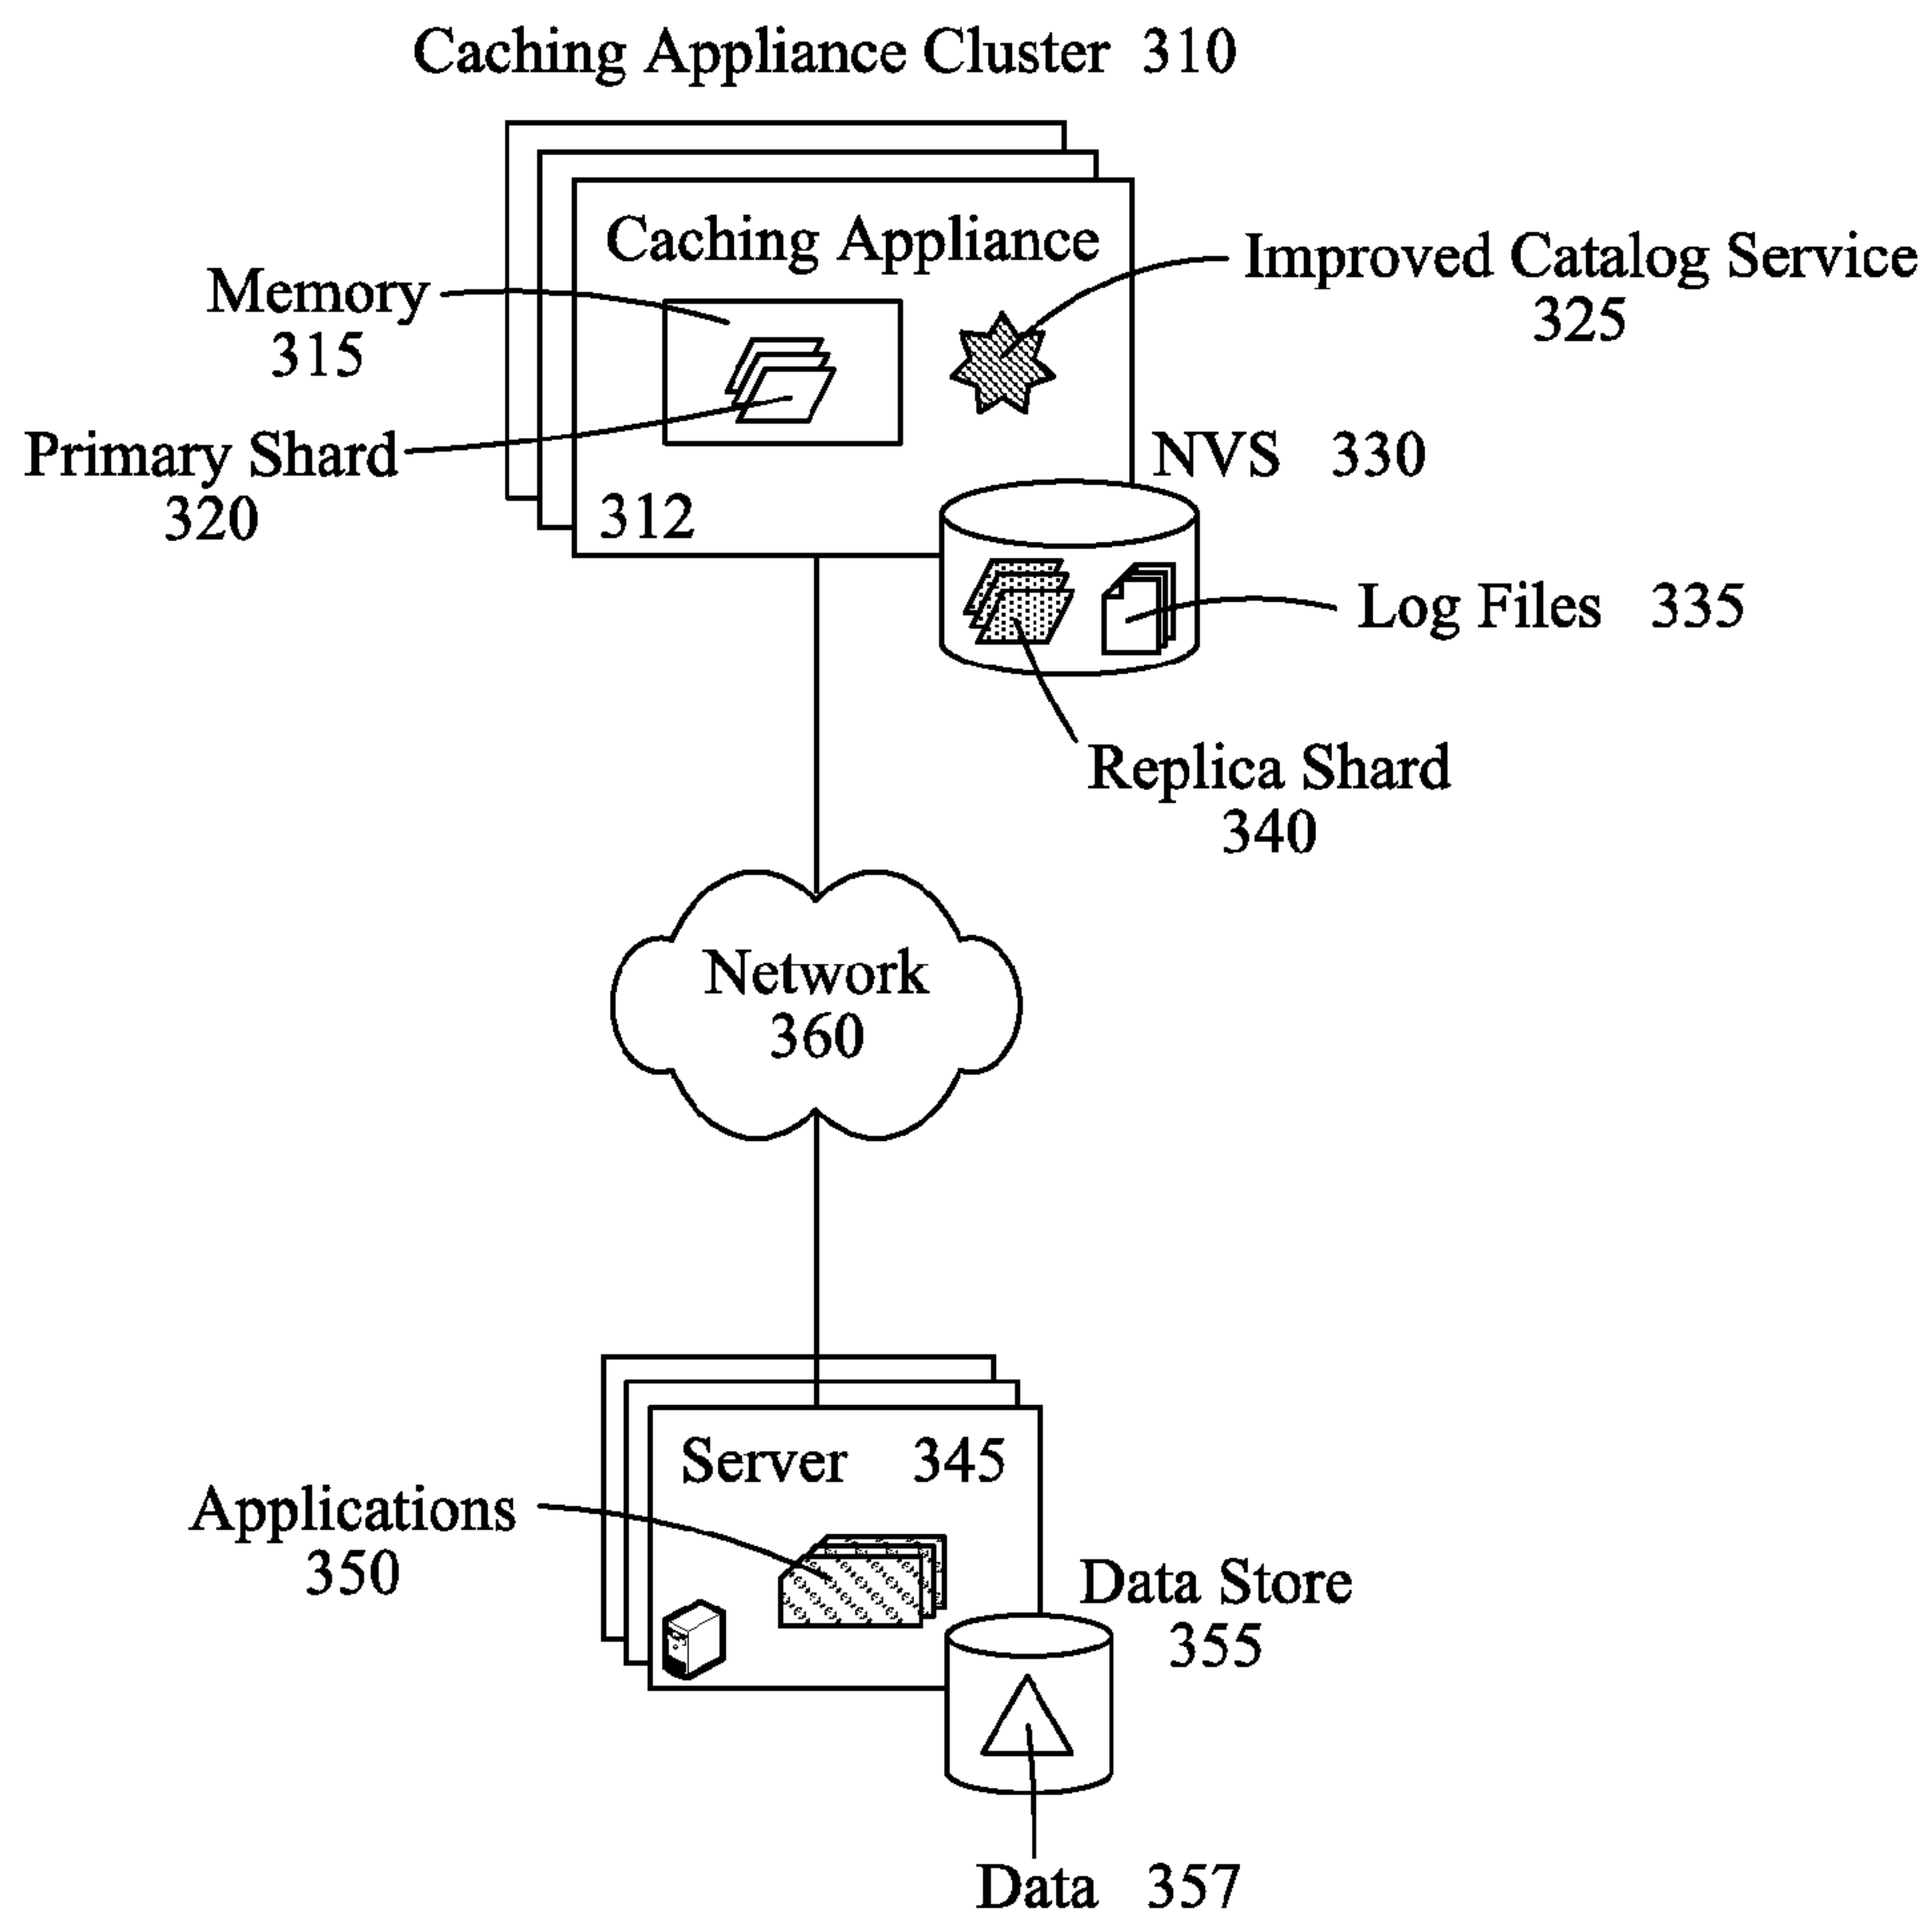 Caching Appliance Cluster 310
Caching Appliance
Improved Catalog Service
325
Memory
315
Primary Shard
320
312
NVS 330
Log Files 335
Replica Shard
340
Network
360
Server 345
Applications
350
Data Store
355
Data 357